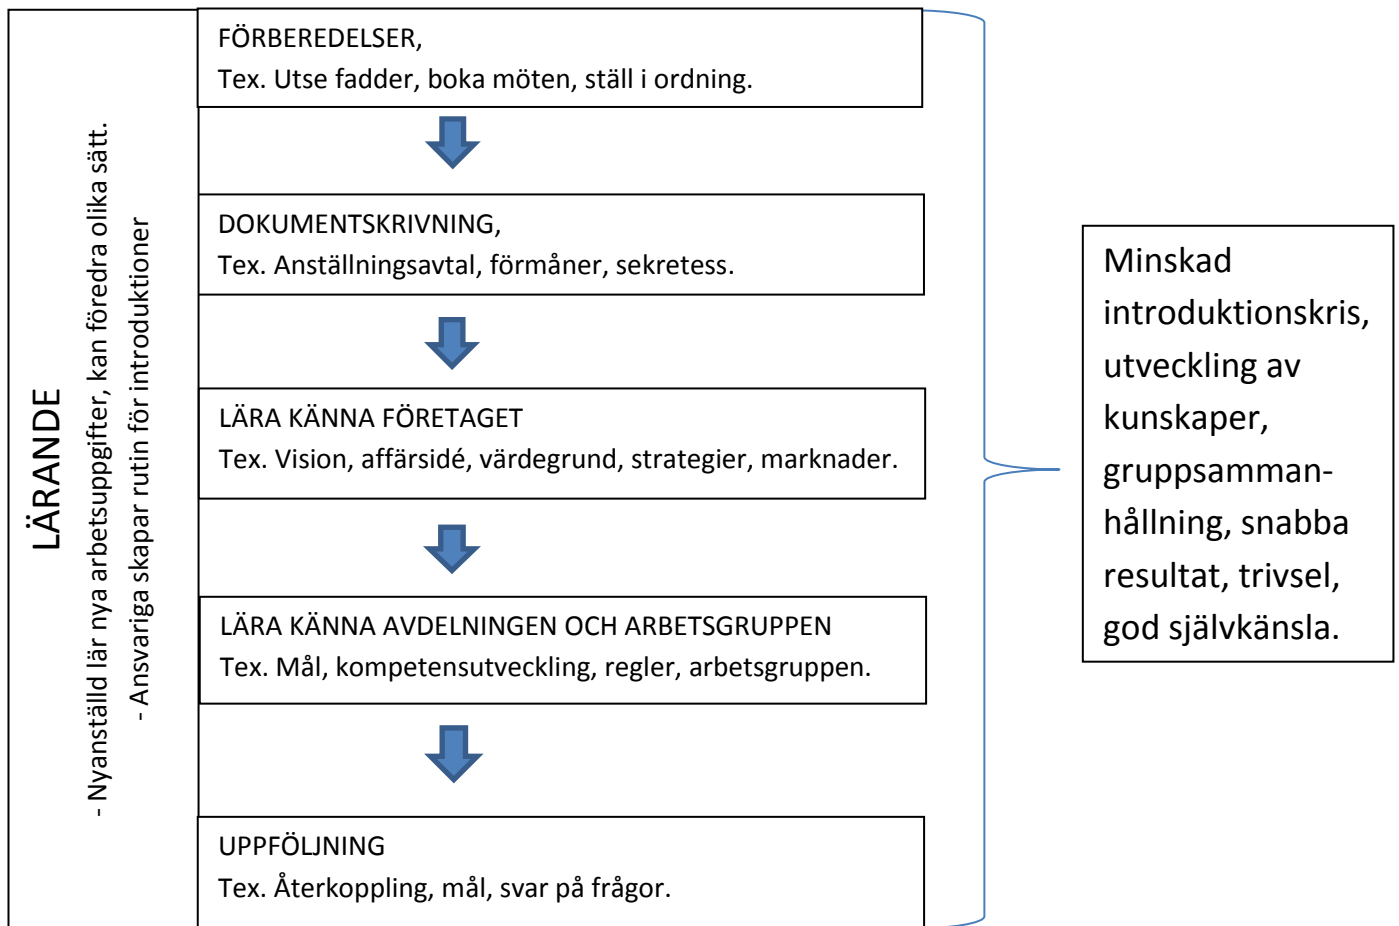 LÄRANDE
- Nyanställd lär nya arbetsuppgifter, kan föredra olika sätt.
- Ansvariga skapar rutin för introduktioner
FÖRBEREDELSER,
Tex. Utse fadder, boka möten, ställ i ordning.
DOKUMENTSKRIVNING,
Tex. Anställningsavtal, förmåner, sekretess.
LÄRA KÄNNA FÖRETAGET
Tex. Vision, affärsidé, värdegrund, strategier, marknader.
LÄRA KÄNNA AVDELNINGEN OCH ARBETSGRUPPEN
Tex. Mål, kompetensutveckling, regler, arbetsgruppen.
UPPFÖLJNING
Tex. Återkoppling, mål, svar på frågor.
Minskad
introduktionskris,
utveckling av
kunskaper,
gruppsamman-
hållning, snabba
resultat, trivsel,
god självkänsla.